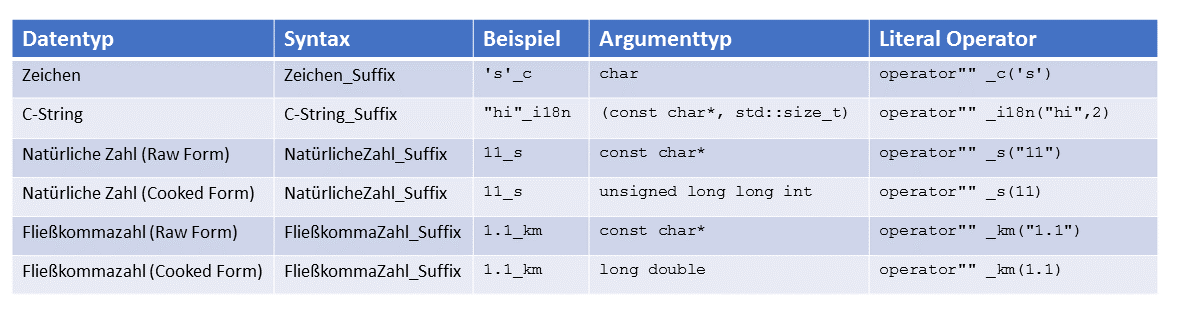 Datentyp Syntax Beispiel Argumenttyp Literal Operator
Zeichen Zeichen_Suffix 's'_c char operator"" _c('s')
C-String C-String_Suffix "hi"_i18n (const char*, std::size_t) operator"" _i18n("hi",2)
Natürliche Zahl (Raw Form) NatürlicheZahl_Suffix 11_s const char* operator"" _s("11")
Natürliche Zahl (Cooked Form) NatürlicheZahl_Suffix 11_s unsigned long long int operator"" _s(11)
Fließkommazahl (Raw Form) FließkommaZahl_Suffix 1.1_km const char* operator"" _km("1.1")
Fließkommazahl (Cooked Form) FließkommaZahl_Suffix 1.1_km long double operator"" _km(1.1)